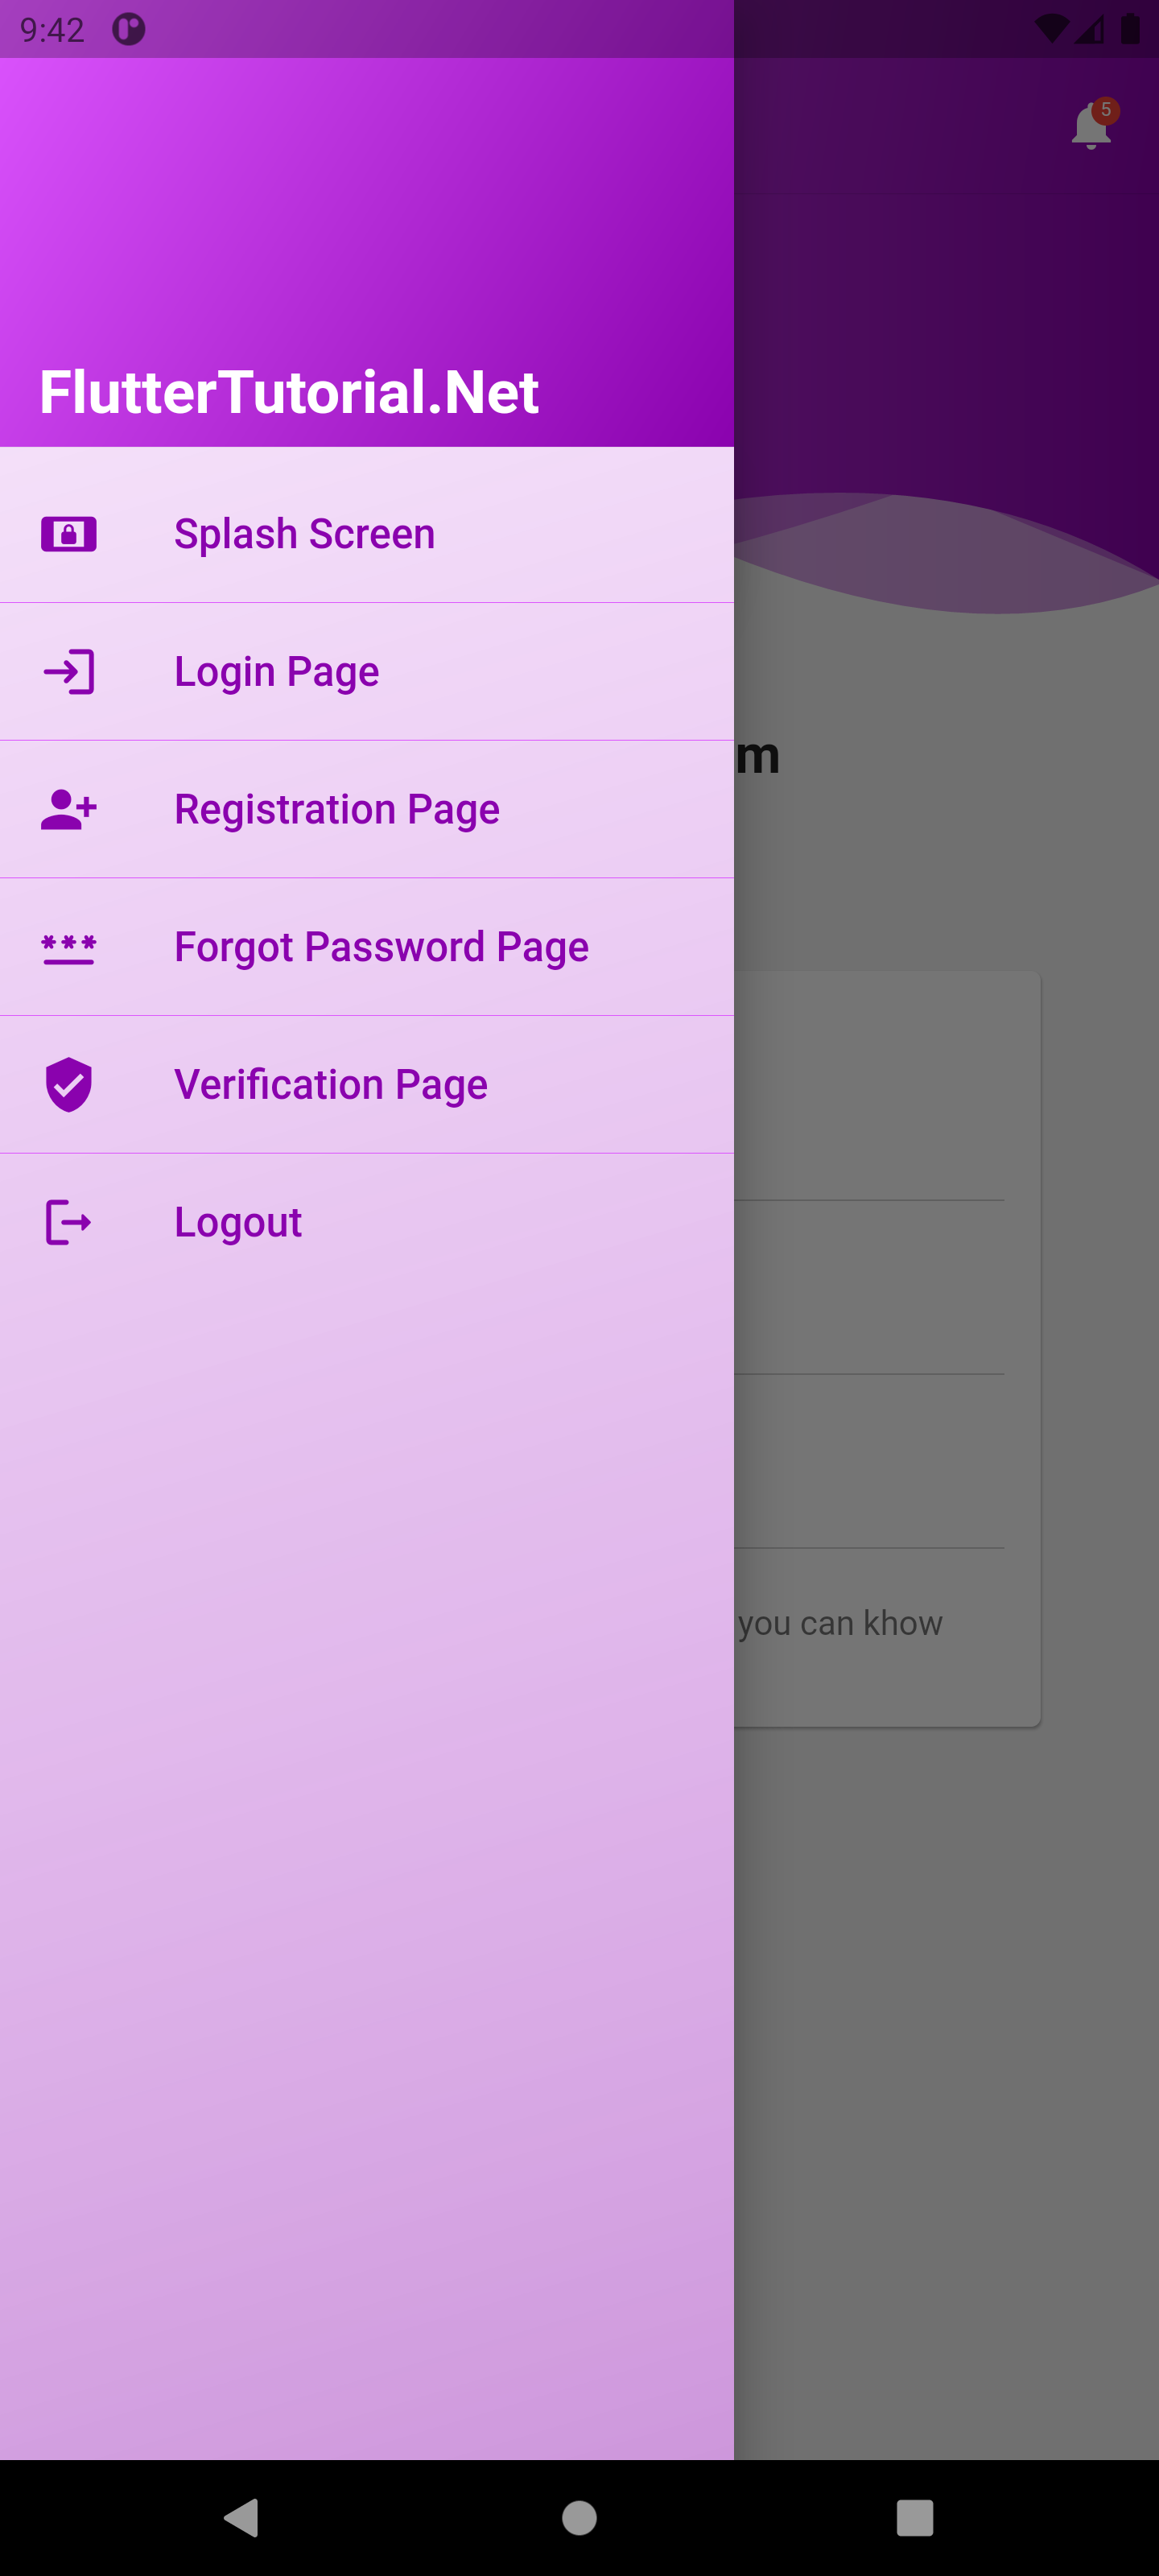 9:42
5
FlutterTutorial.Net
Splash Screen
Login Page
m
Registration Page
Forgot Password Page
Verification Page
Logout
you can khow